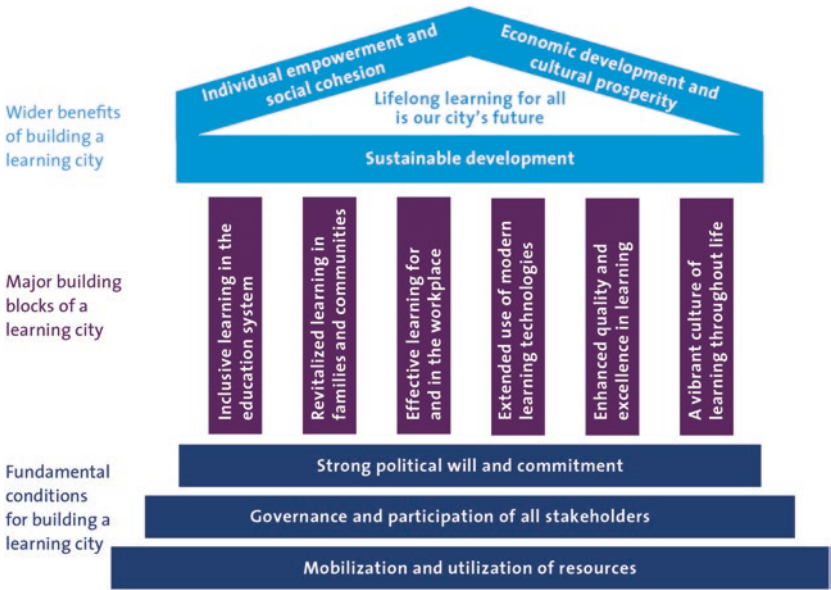 Individual empowerment and
social cohesion
Economic development and
cultural prosperity
Wider benefits
of building a
learning city
Lifelong learning for all
is our city's future
Sustainable development
Major building
blocks of a
learning city
Inclusive learning in the
education system
Revitalized learning in
families and communities
Effective learning for
and in the workplace
Extended use of modern
learning technologies
Enhanced quality and
excellence in learning
A vibrant culture of
learning throughout life
Fundamental
conditions
for building a
learning city
Strong political will and commitment
Governance and participation of all stakeholders
Mobilization and utilization of resources